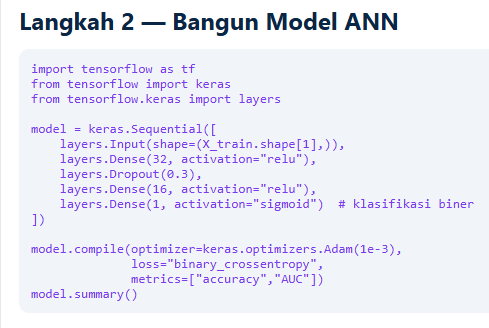 Langkah 2 — Bangun Model ANN
import tensorflow as tf
from tensorflow import keras
from tensorflow.keras import layers
model = keras.Sequential([
    layers.Input(shape=(X_train.shape[1],)),
    layers.Dense(32, activation="relu"),
    layers.Dropout(0.3),
    layers.Dense(16, activation="relu"),
    layers.Dense(1, activation="sigmoid")  # klasifikasi biner
])
model.compile(optimizer=keras.optimizers.Adam(1e-3),
              loss="binary_crossentropy",
              metrics=["accuracy","AUC"])
model.summary()